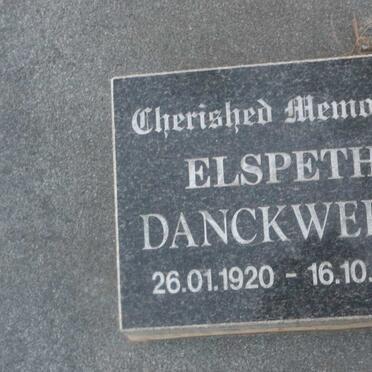 Cherished Memo
ELSPETH
DANCKWE
26.01.1920 - 16.10.